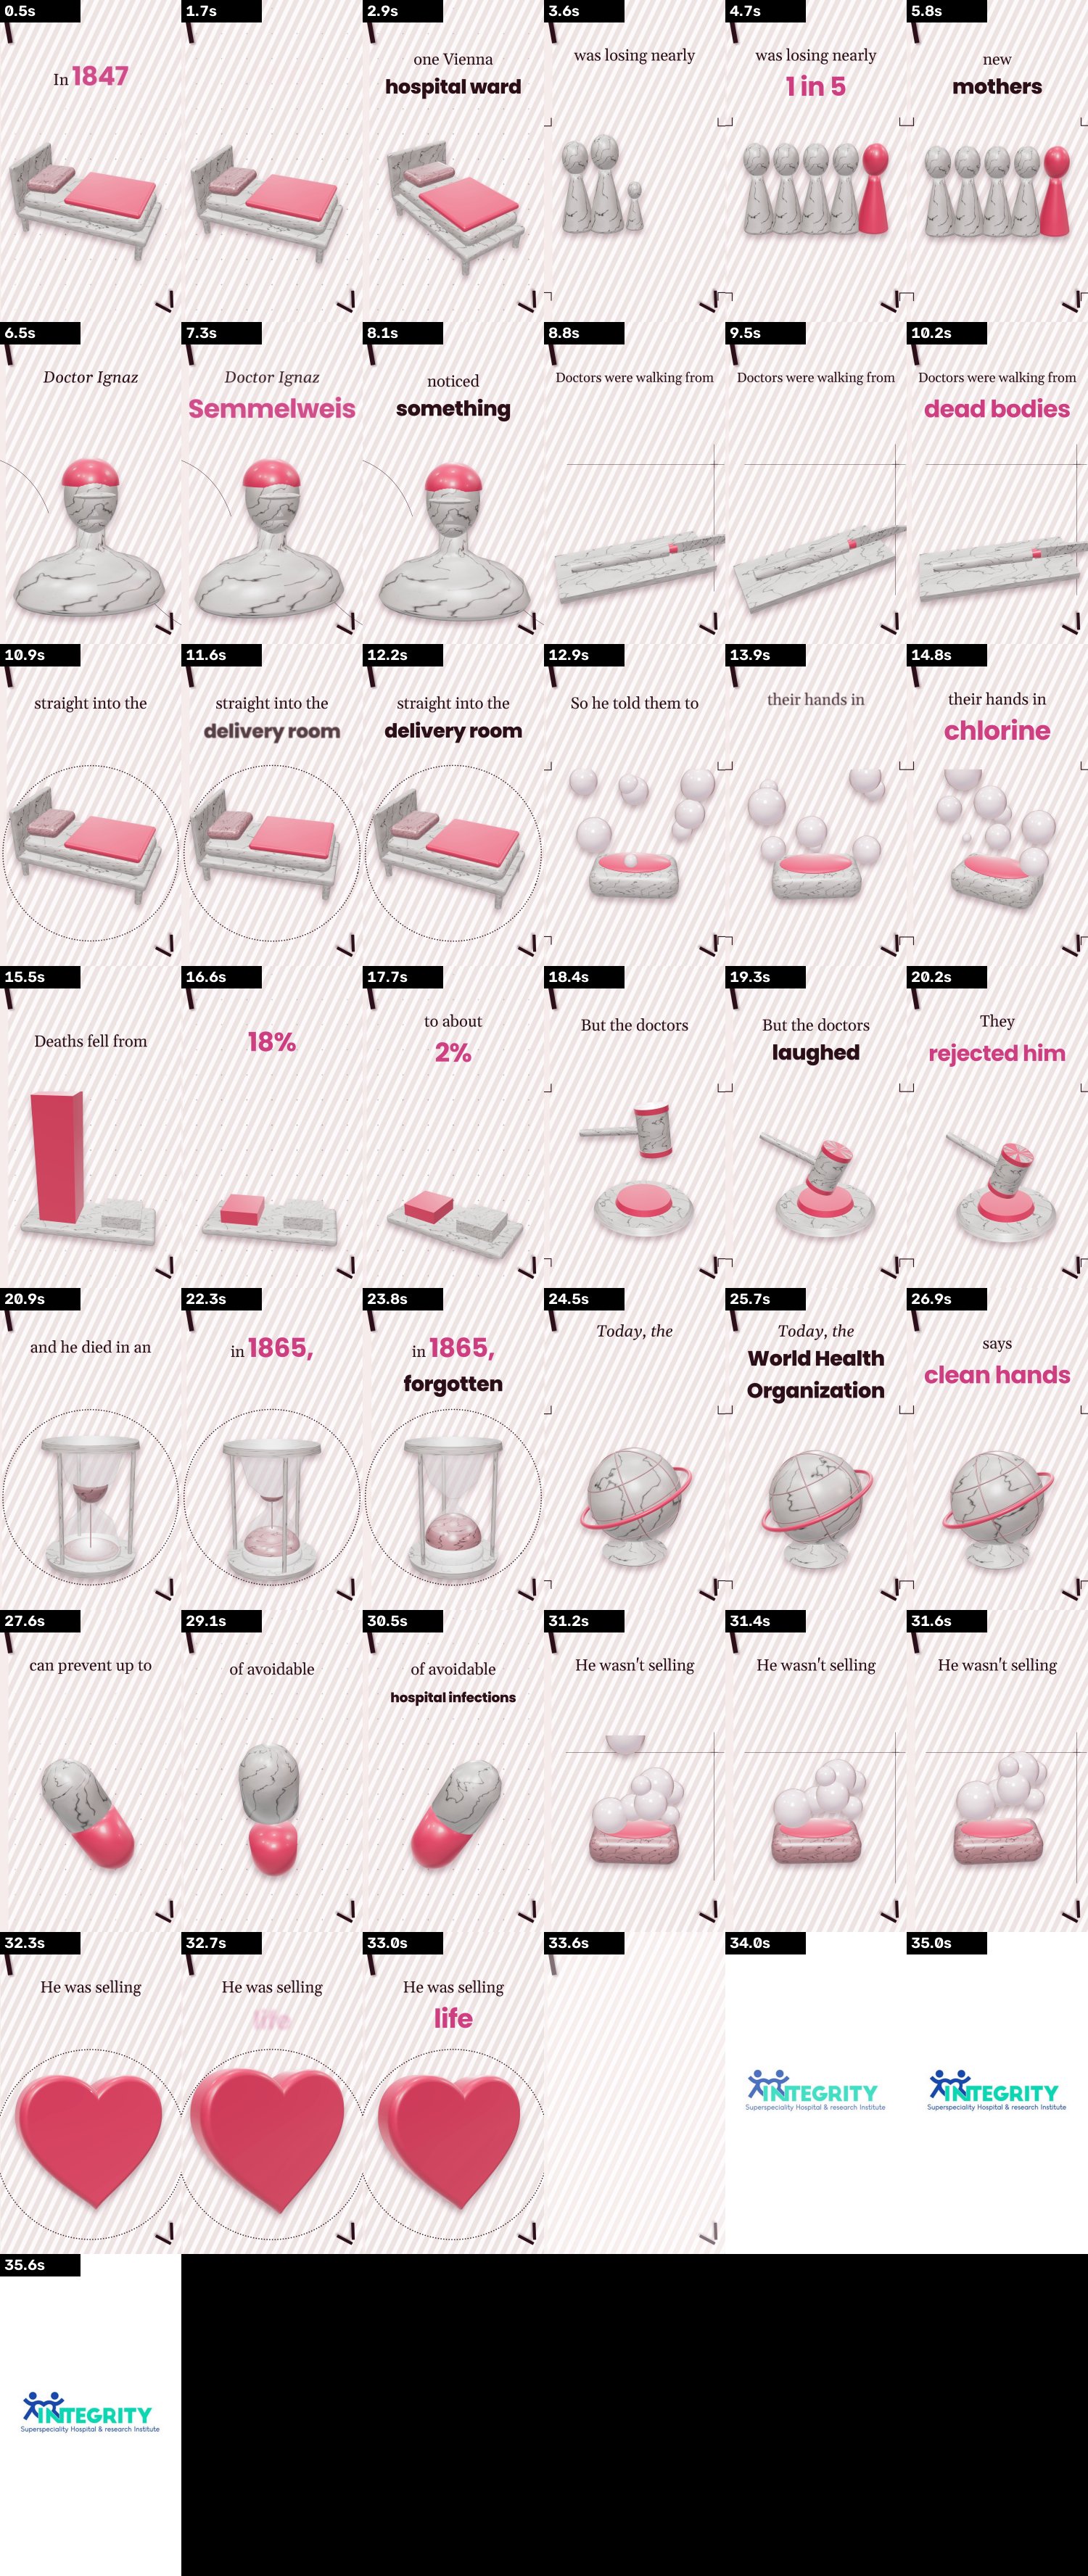 0.5s
1.7s
2.9s
3.6s
4.7s
5.8s
In 1847
one Vienna
hospital ward
was losing nearly
was losing nearly
1 in 5
new
mothers
6.5s
7.3s
8.1s
8.8s
9.5s
10.2s
Doctor Ignaz
Doctor Ignaz
Semmelweis
noticed
something
Doctors were walking from
Doctors were walking from
Doctors were walking from
dead bodies
10.9s
11.6s
12.2s
12.9s
13.9s
14.8s
straight into the
straight into the
delivery room
straight into the
delivery room
So he told them to
their hands in
their hands in
chlorine
15.5s
16.6s
17.7s
18.4s
19.3s
20.2s
Deaths fell from
18%
to about
2%
But the doctors
But the doctors
laughed
They
rejected him
20.9s
22.3s
23.8s
24.5s
25.7s
26.9s
and he died in an
in 1865,
in 1865,
forgotten
Today, the
Today, the
World Health
Organization
says
clean hands
27.6s
29.1s
30.5s
31.2s
31.4s
31.6s
can prevent up to
of avoidable
of avoidable
hospital infections
He wasn't selling
He wasn't selling
He wasn't selling
32.3s
32.7s
33.0s
33.6s
34.0s
35.0s
He was selling
He was selling
life
He was selling
life
INTEGRITY
Superspeciality Hospital & research Institute
INTEGRITY
Superspeciality Hospital & research Institute
35.6s
INTEGRITY
Superspeciality Hospital & research Institute